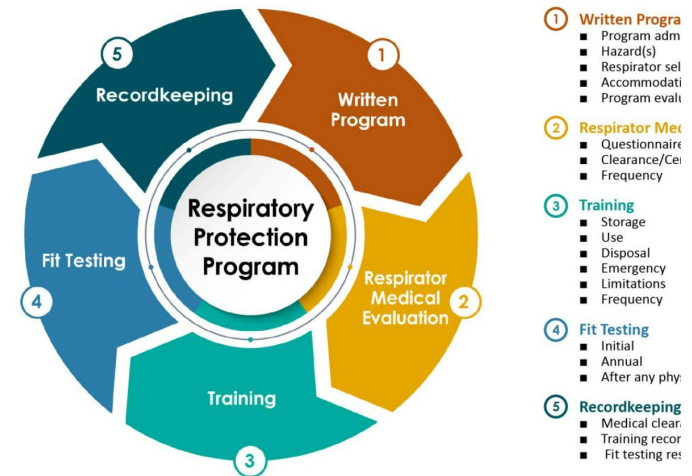 5
Recordkeeping
1
Written
Program
Respiratory
Protection
Program
Fit Testing
4
Respirator
Medical
Evaluation
2
Training
3
1 Written Progra
■ Program adm
■ Hazard(s)
■ Respirator sel
■ Accommodati
■ Program evalu
2 Respirator Med
■ Questionnaire
■ Clearance/Cer
■ Frequency
3 Training
■ Storage
■ Use
■ Disposal
■ Emergency
■ Limitations
■ Frequency
4 Fit Testing
■ Initial
■ Annual
■ After any phys
5 Recordkeeping
■ Medical cleara
■ Training recor
■ Fit testing res